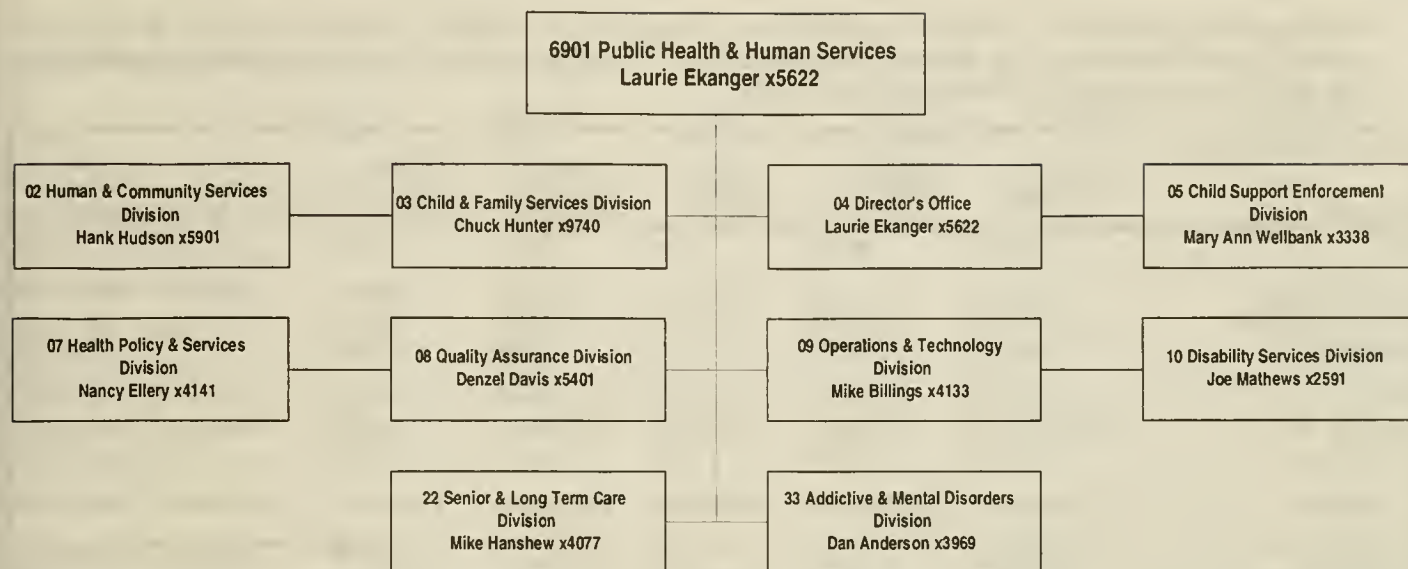 6901 Public Health & Human Services
Laurie Ekanger x5622
02 Human & Community Services
Division
Hank Hudson x5901
03 Child & Family Services Division
Chuck Hunter x9740
04 Director's Office
Laurie Ekanger x5622
05 Child Support Enforcement
Division
Mary Ann Wellbank x3338
07 Health Policy & Services
Division
Nancy Ellery x4141
08 Quality Assurance Division
Denzel Davis x5401
09 Operations & Technology
Division
Mike Billings x4133
10 Disability Services Division
Joe Mathews x2591
22 Senior & Long Term Care
Division
Mike Hanshew x4077
33 Addictive & Mental Disorders
Division
Dan Anderson x3969